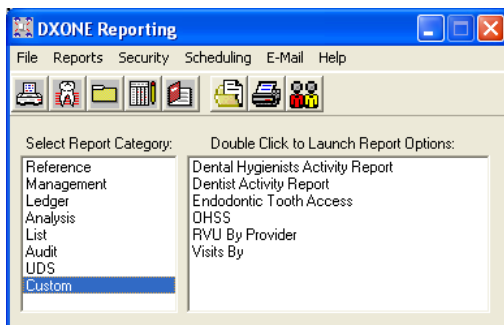 DXONE Reporting
File Reports Security Scheduling E-Mail Help
Select Report Category:
Reference
Management
Ledger
Analysis
List
Audit
UDS
Custom
Double Click to Launch Report Options:
Dental Hygienists Activity Report
Dentist Activity Report
Endodontic Tooth Access
OHSS
RVU By Provider
Visits By